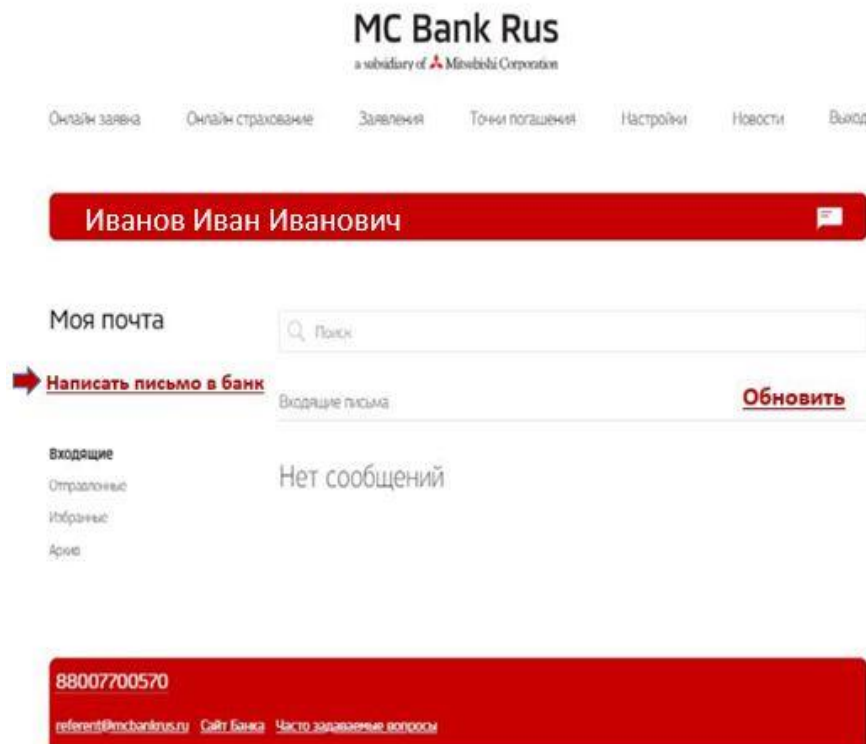 MC Bank Rus
a subsidiary of Mitsubishi Corporation
Онлайн заявка Онлайн страхование Заявления Точки погашения Настройки Новости Выход
Иванов Иван Иванович
Моя почта
Поиск
Написать письмо в банк
Входящие письма
Обновить
Входящие
Нет сообщений
Отправленные
Избранные
Архив
88007700570
referent@mcbankrus.ru Сайт Банка Часто задаваемые вопросы